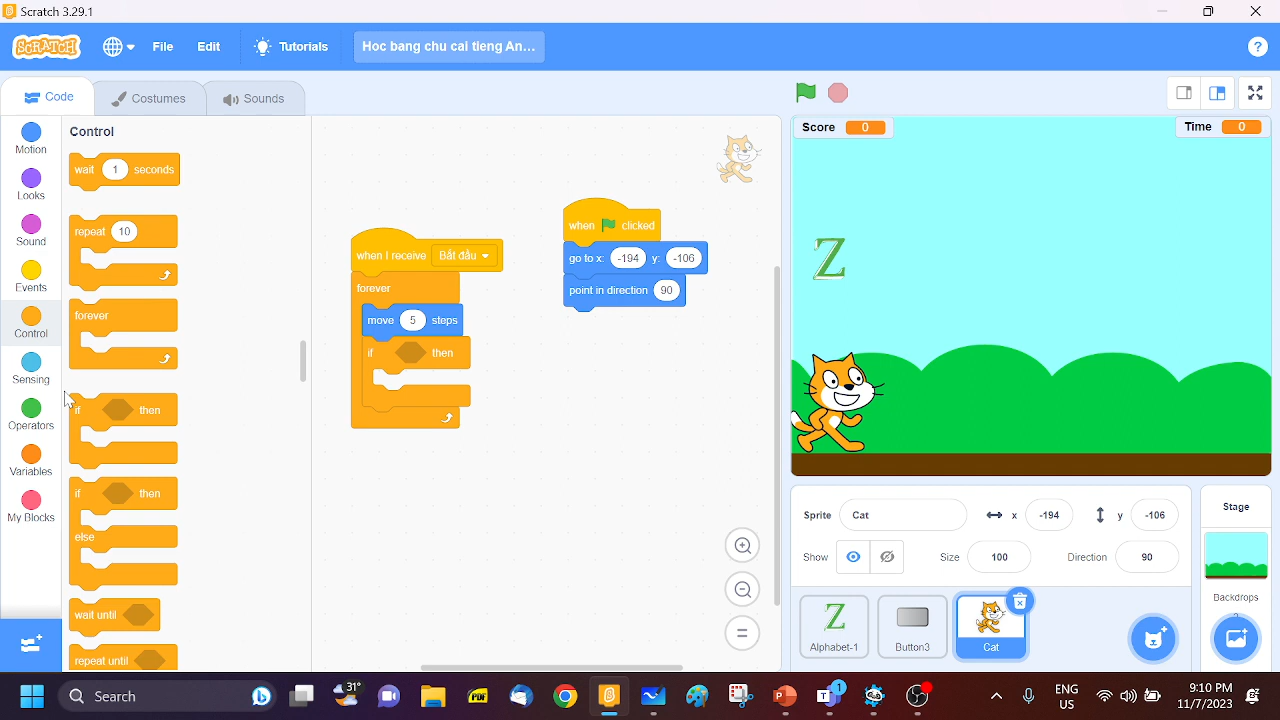 Scratch 3.29.1
SCRATCH
File
Edit
Tutorials
Hoc bang chu cai tieng An...
?
Code
Costumes
Sounds
Motion
Looks
Sound
Events
Control
Sensing
Operators
Variables
My Blocks
Control
wait 1 seconds
repeat 10
forever
if then
if then
else
wait until
repeat until
when I receive Bắt đầu
forever
move 5 steps
if then
when clicked
go to x: -194 y: -106
point in direction 90
Score 0
Time 0
Z
Sprite Cat
x -194
y -106
Show
Size 100
Direction 90
Z
Alphabet-1
Button3
Cat
Stage
Backdrops
Search
31°
PDF
1
ENG
US
9:10 PM
11/7/2023